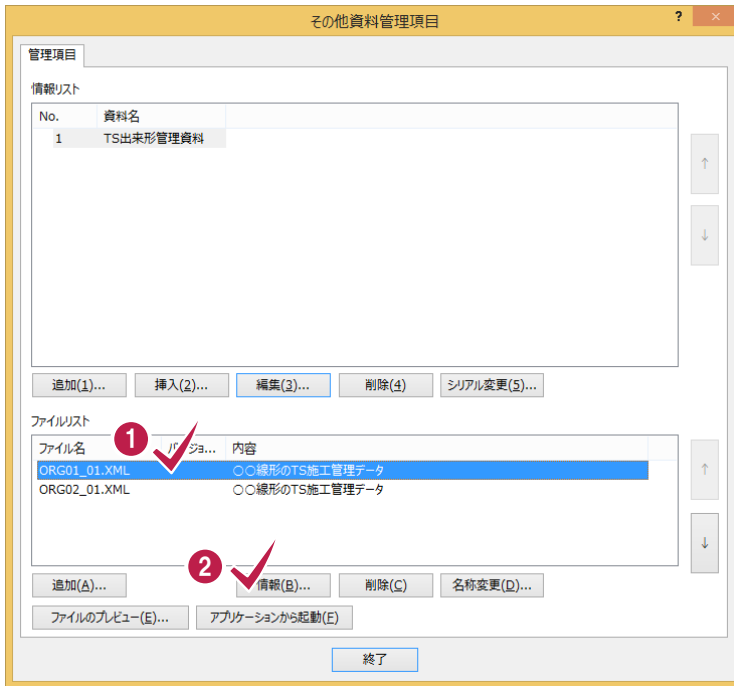 その他資料管理項目
? ×
管理項目
情報リスト
No. 資料名
1 TS出来形管理資料
↑
↓
追加(1)... 挿入(2)... 編集(3)... 削除(4) シリアル変更(5)...
ファイルリスト
1
ファイル名 バージョ... 内容
ORG01_01.XML ○○線形のTS施工管理データ
ORG02_01.XML ○○線形のTS施工管理データ
↑
↓
2
追加(A)... 情報(B)... 削除(C) 名称変更(D)...
ファイルのプレビュー(E)... アプリケーションから起動(F)
終了